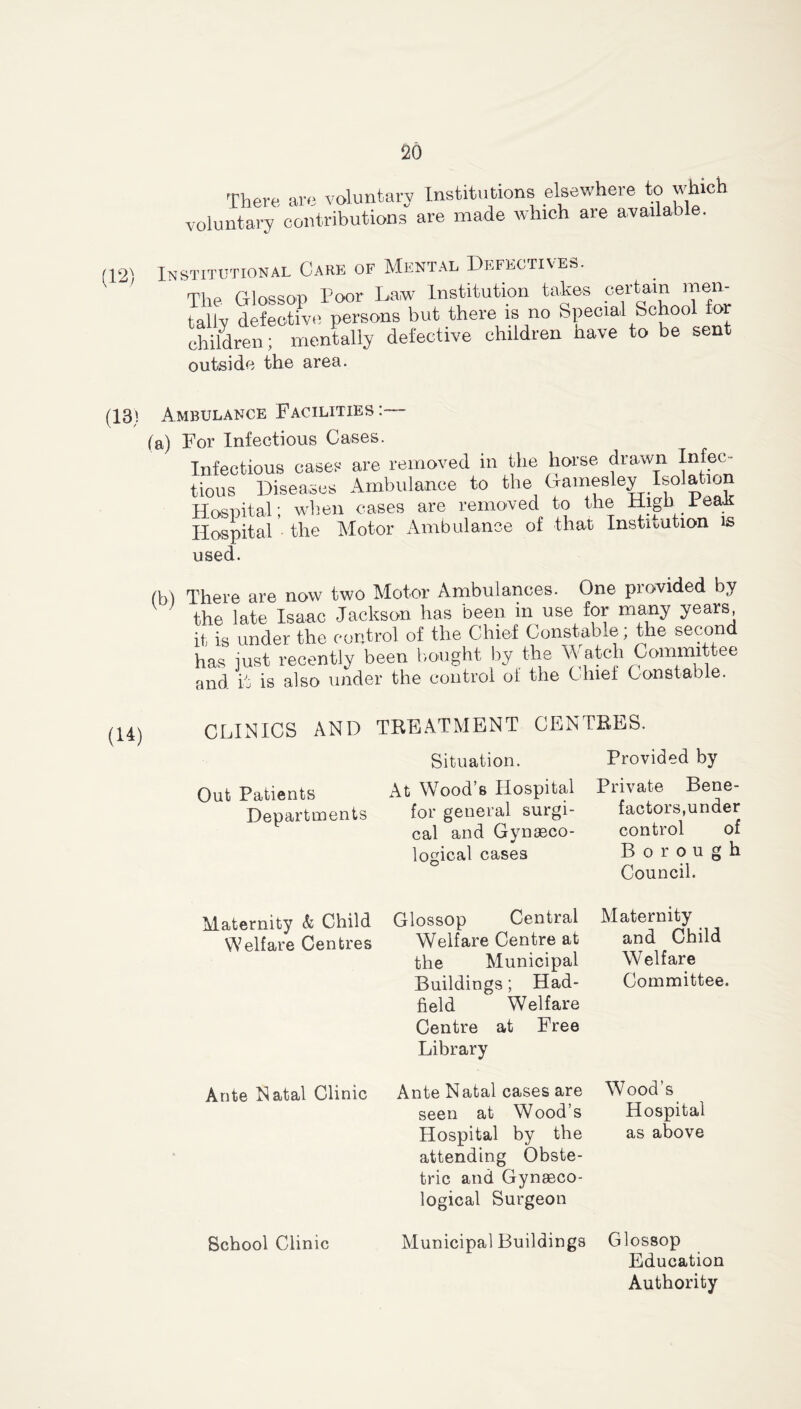 20
There are voluntary Institutions elsewhere to which
voluntary contributions are made which are available.
(12) Institutional Care of Mental Defectives.
The Glossop Poor Law Institution takes certain men-
tally defective persons but there is no Special School for
children; mentally defective children have to be sent
outside the area.
(13) Ambulance Facilities:—
(a) For Infectious Cases.
Infectious cases are removed in the horse drawn Infec-
tious Diseases Ambulance to the Gamesley Isolation
Hospital; when cases are removed to the High Peak
Hospital the Motor Ambulance of that Institution is
used.
(b) There are now two Motor Ambulances. One provided by
the late Isaac Jackson has been in use for many years,
it is under the control of the Chief Constable; the second
has just recently been bought by the Watch Committee
and it is also under the control of the Chief Constable.
(14) CLINICS AND TREATMENT CENTRES.
Situation. Provided by
Out Patients At Wood's Hospital Private Bene-
Departments for general surgi- factors,under
cal and Gynæco- control of
logical cases Borough
Council.
Maternity & Child Glossop Central Maternity
Welfare Centres Welfare Centre at and Child
the Municipal Welfare
Buildings; Had- Committee.
field Welfare
Centre at Free
Library
Ante Natal Clinic Ante Natal cases are Wood's
seen at Wood's Hospital
Hospital by the as above
attending Obste-
tric and Gynæco-
logical Surgeon
School Clinic Municipal Buildings Glossop
Education
Authority